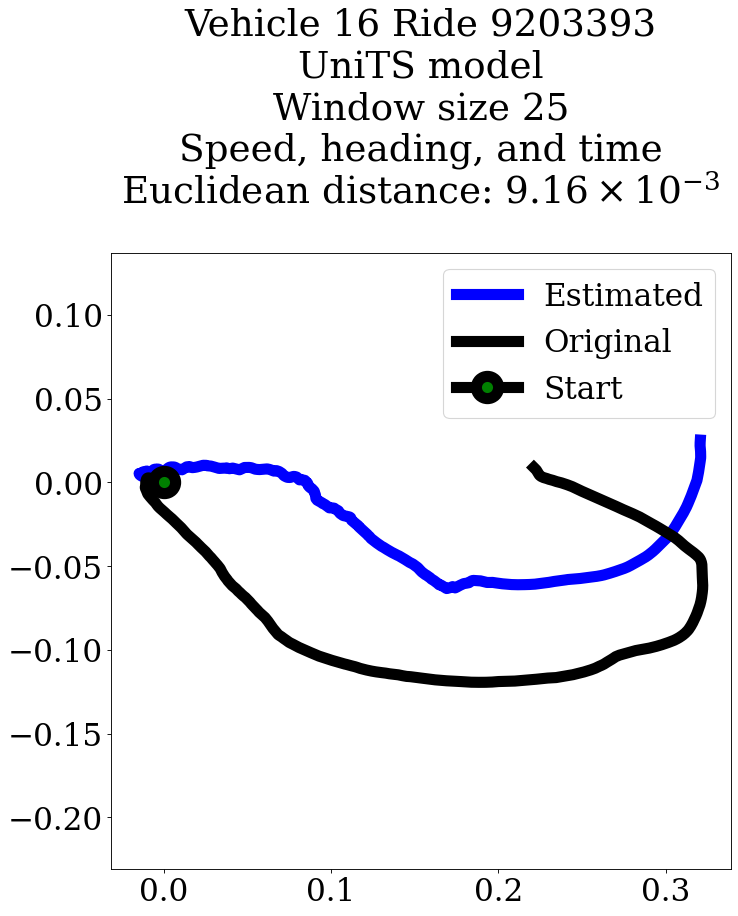 Vehicle 16 Ride 9203393
UniTS model
Window size 25
Speed, heading, and time
Euclidean distance: 9.16 × 10⁻³
Estimated
Original
Start
0.10
0.05
0.00
−0.05
−0.10
−0.15
−0.20
0.0 0.1 0.2 0.3